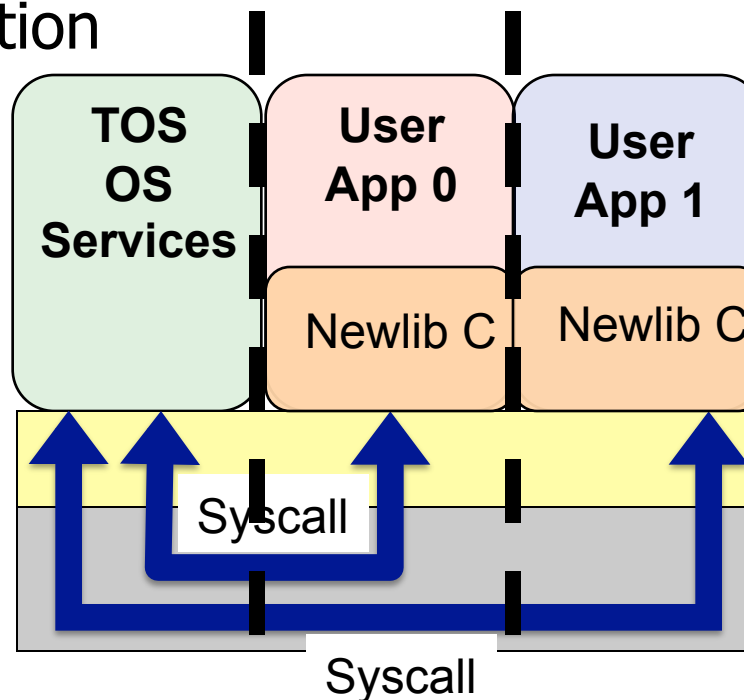 tion
TOS
OS
Services
User
App 0
User
App 1
Newlib C
Newlib C
Syscall
Syscall